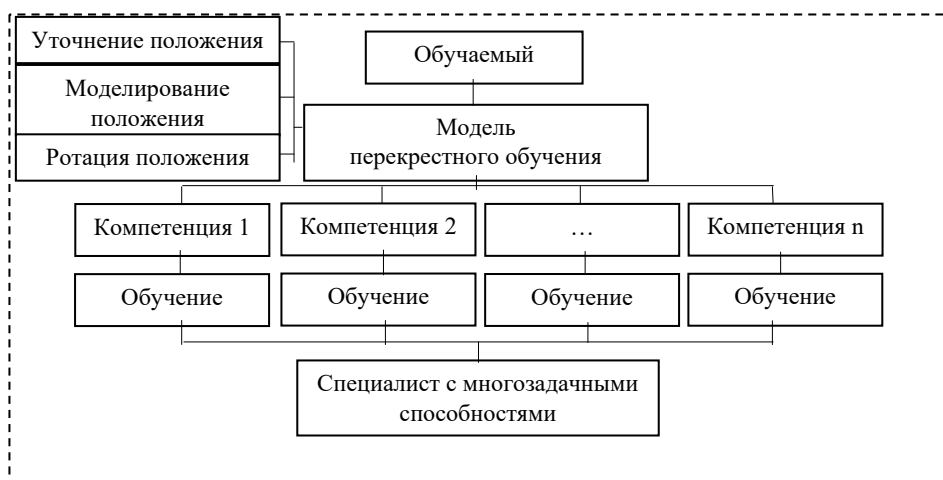 Уточнение положения
Обучаемый
Моделирование
положения
Модель
перекрестного обучения
Ротация положения
Компетенция 1
Компетенция 2
…
Компетенция n
Обучение
Обучение
Обучение
Обучение
Специалист с многозадачными
способностями